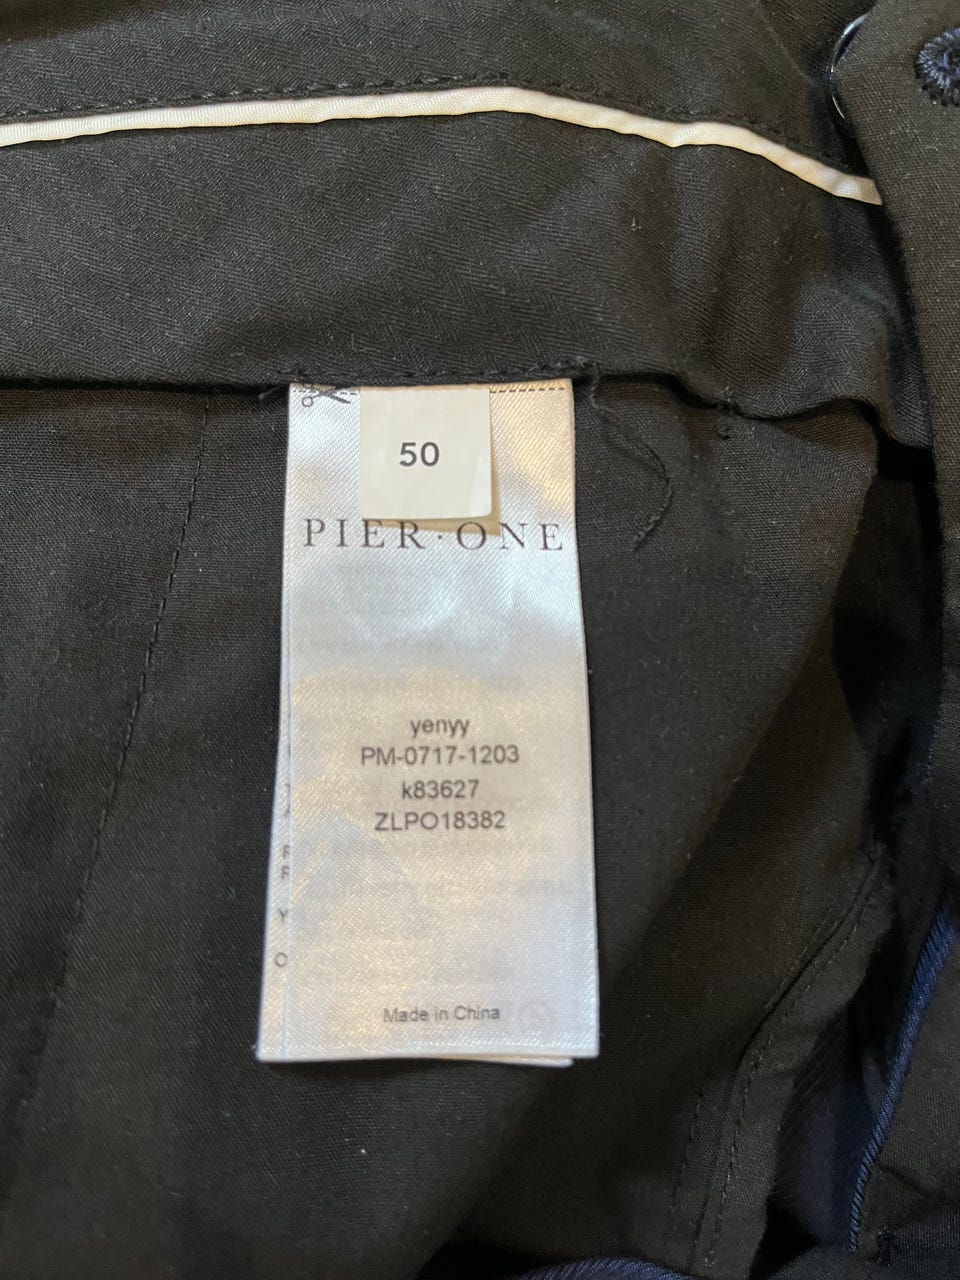 50
PIER·ONE
yenyy
PM-0717-1203
k83627
ZLPO18382
Made in China